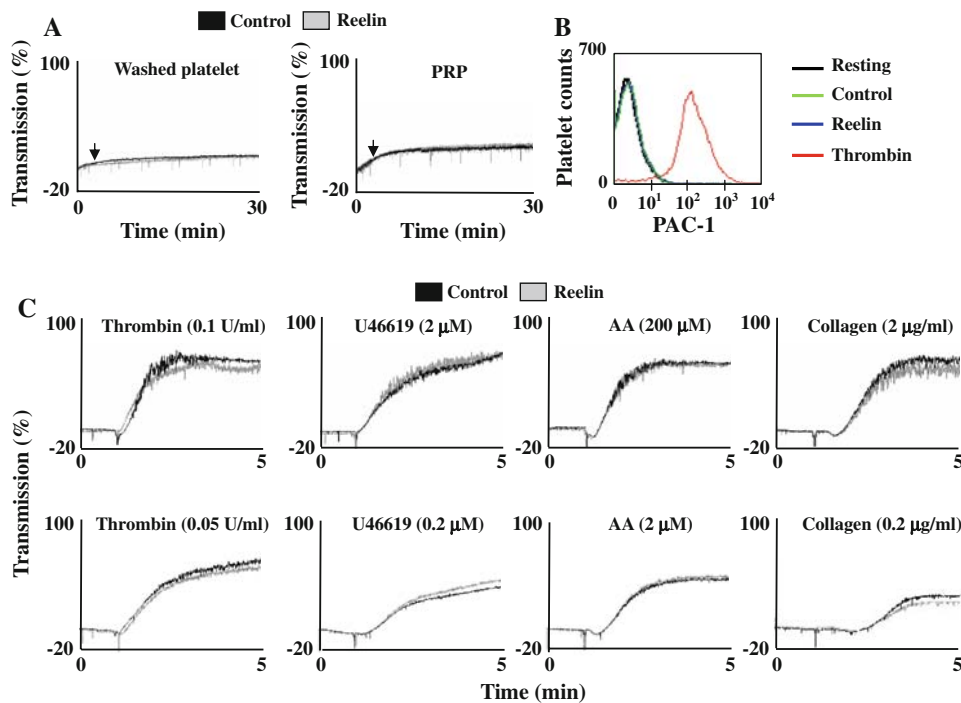 A
Control
Reelin
Transmission (%)
100
-20
Washed platelet
30
Time (min)
100
-20
PRP
30
Time (min)
B
Platelet counts
700
0
0
10¹
10²
10³
10⁴
PAC-1
Resting
Control
Reelin
Thrombin
C
Control
Reelin
Transmission (%)
Thrombin (0.1 U/ml)
100
-20
0
5
U46619 (2 μM)
100
-20
0
5
AA (200 μM)
100
-20
0
5
Collagen (2 μg/ml)
100
-20
0
5
Thrombin (0.05 U/ml)
100
-20
0
5
U46619 (0.2 μM)
100
-20
0
5
AA (2 μM)
100
-20
0
5
Collagen (0.2 μg/ml)
100
-20
0
5
Time (min)